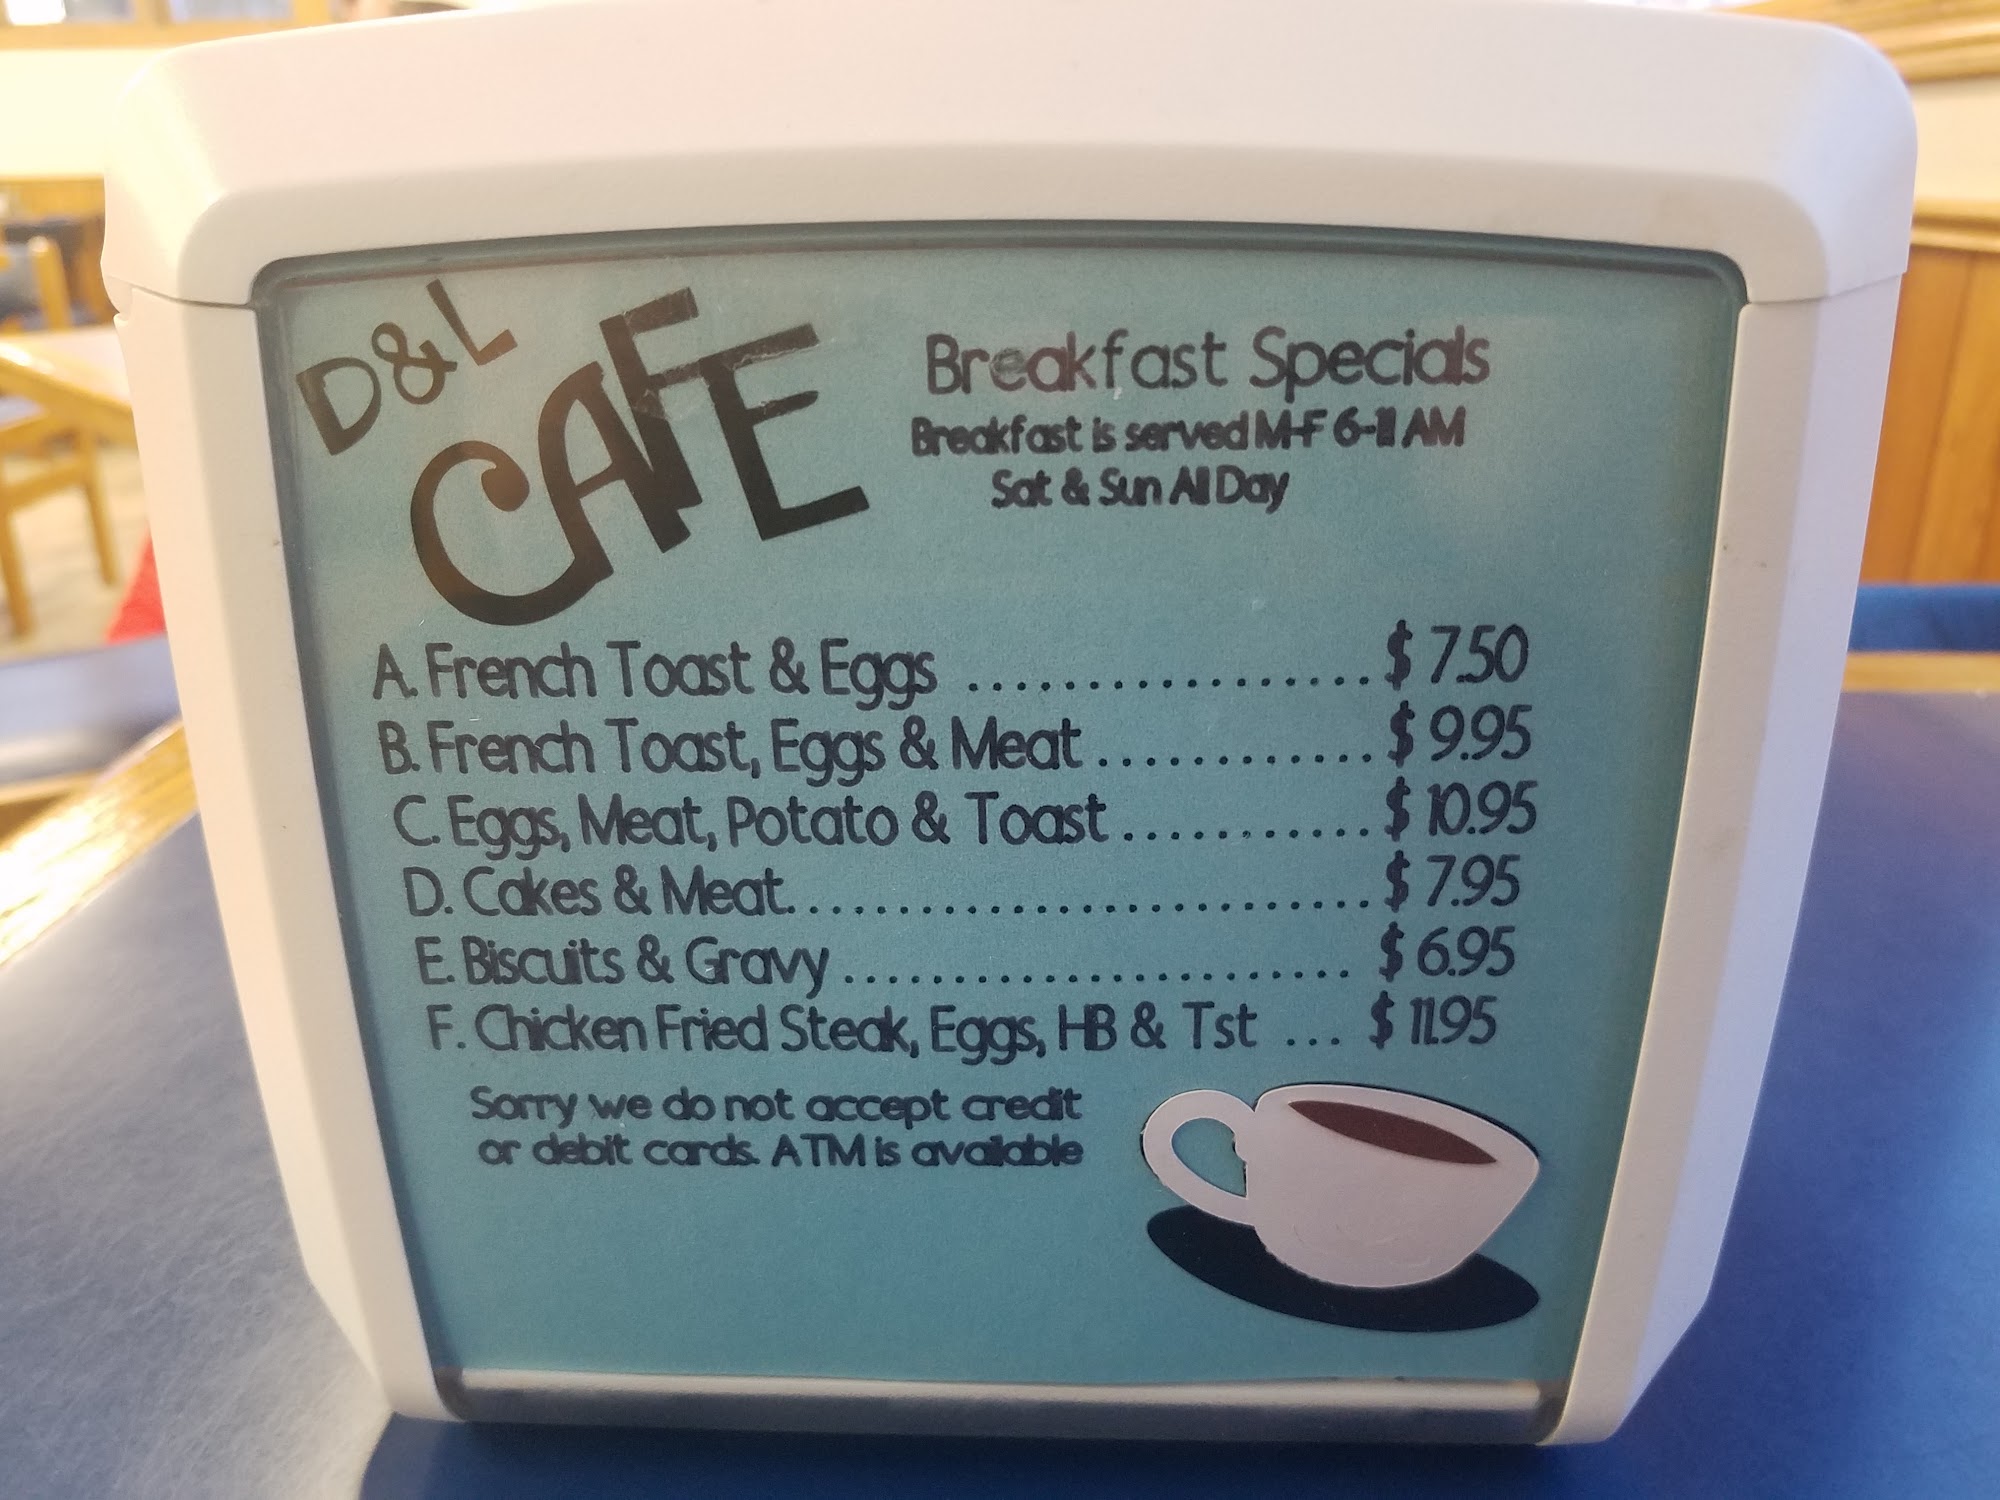 D&L
CAFE
Breakfast Specials
Breakfast is served M-F 6-11 AM
Sat & Sun All Day
A. French Toast & Eggs .................. $ 7.50
B. French Toast, Eggs & Meat ............ $ 9.95
C. Eggs, Meat, Potato & Toast ........... $ 10.95
D. Cakes & Meat.......................... $ 7.95
E. Biscuits & Gravy ...................... $ 6.95
F. Chicken Fried Steak, Eggs, HB & Tst ... $ 11.95
Sorry we do not accept credit
or debit cards. ATM is available